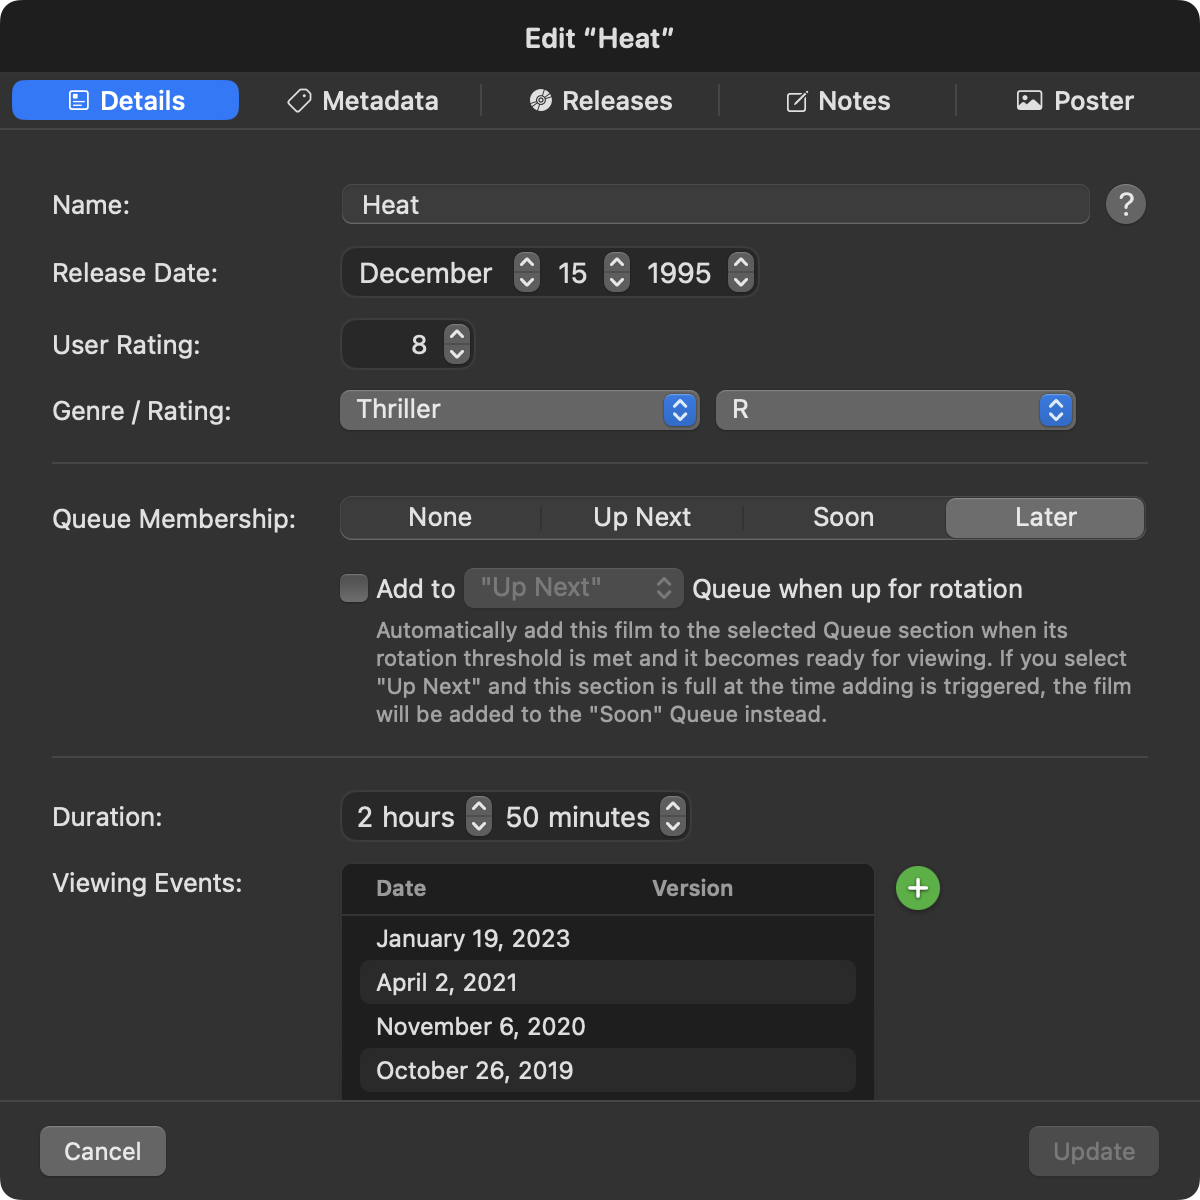 Edit “Heat”
Details
Metadata
Releases
Notes
Poster
Name:
Heat
?
Release Date:
December 15 1995
User Rating:
8
Genre / Rating:
Thriller
R
Queue Membership:
None
Up Next
Soon
Later
Add to "Up Next" Queue when up for rotation
Automatically add this film to the selected Queue section when its
rotation threshold is met and it becomes ready for viewing. If you select
"Up Next" and this section is full at the time adding is triggered, the film
will be added to the "Soon" Queue instead.
Duration:
2 hours 50 minutes
Viewing Events:
Date Version
January 19, 2023
April 2, 2021
November 6, 2020
October 26, 2019
Cancel
Update